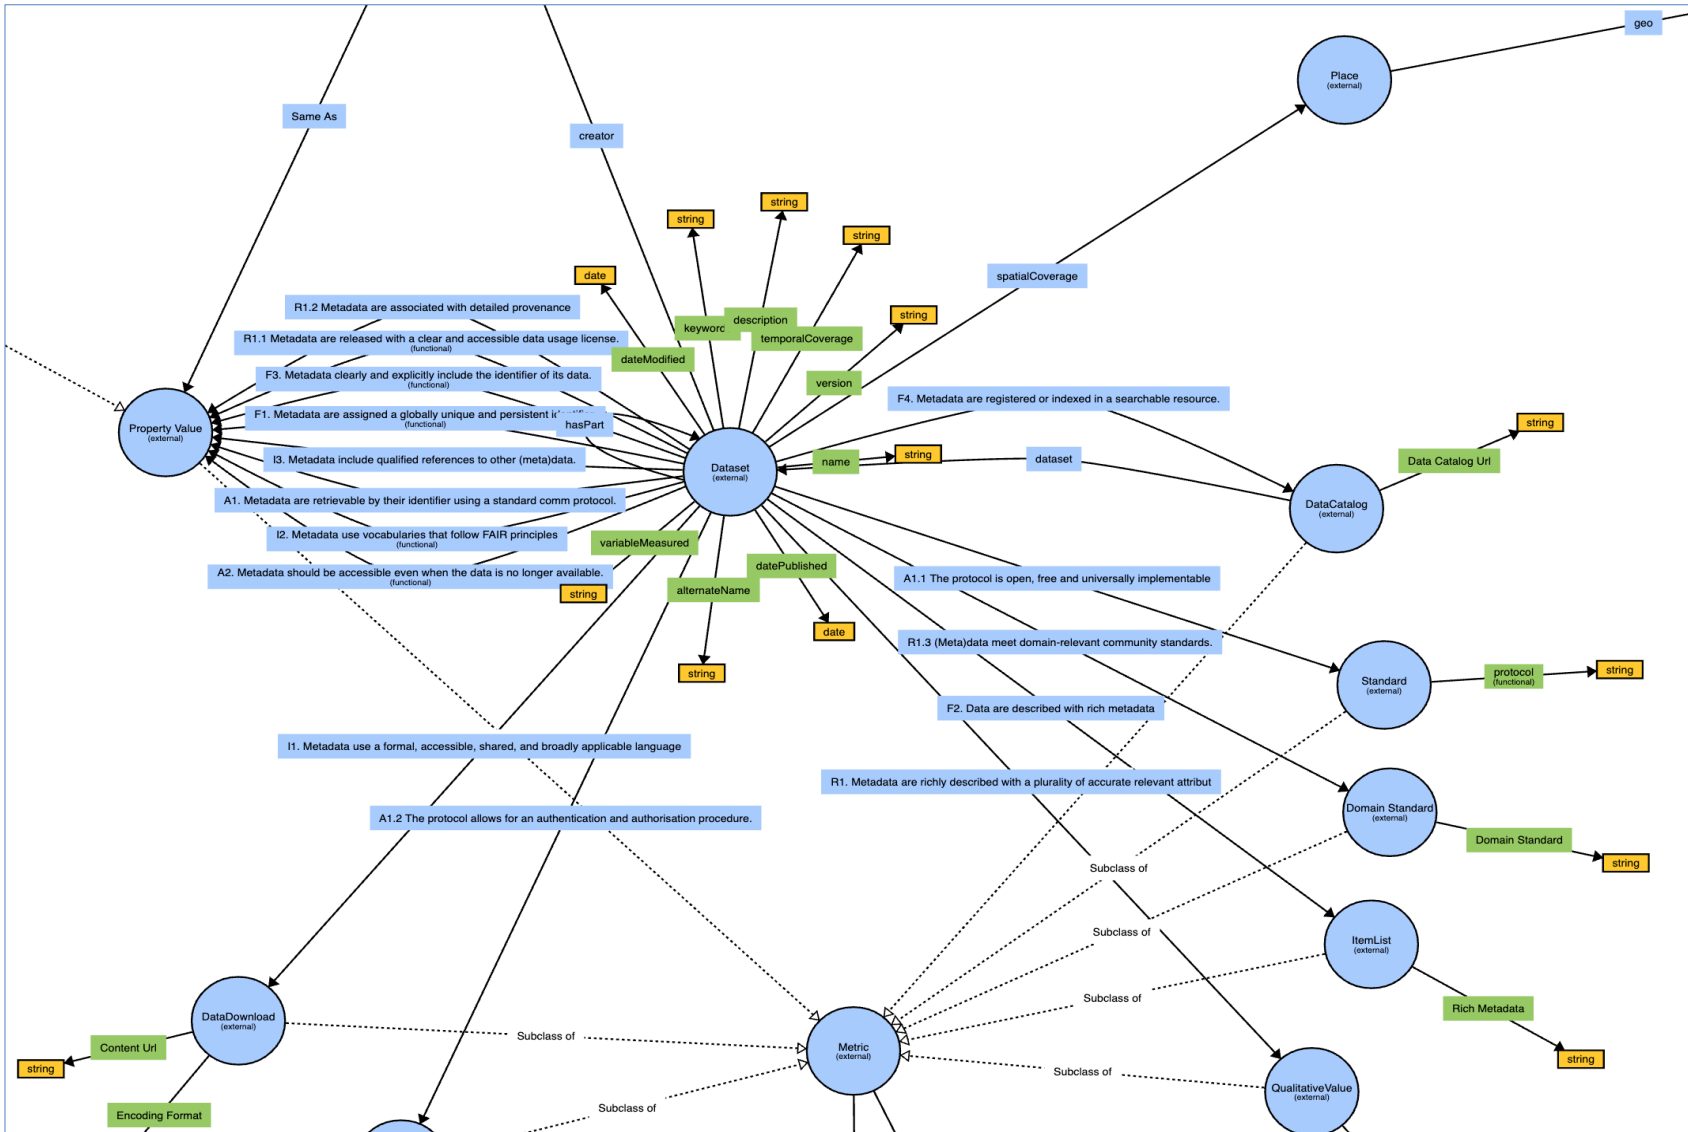 geo
Place
(external)
Same As
creator
string
string
string
spatialCoverage
date
R1.2 Metadata are associated with detailed provenance
string
description
keyword
temporalCoverage
R1.1 Metadata are released with a clear and accessible data usage license.
(functional)
dateModified
F3. Metadata clearly and explicitly include the identifier of its data.
(functional)
version
F4. Metadata are registered or indexed in a searchable resource.
F1. Metadata are assigned a globally unique and persistent
(functional)
hasPart
Property Value
(external)
string
Data Catalog Url
I3. Metadata include qualified references to other (meta)data.
Dataset
(external)
name
string
dataset
A1. Metadata are retrievable by their identifier using a standard comm protocol.
DataCatalog
(external)
I2. Metadata use vocabularies that follow FAIR principles
(functional)
variableMeasured
datePublished
A2. Metadata should be accessible even when the data is no longer available.
(functional)
string
alternateName
A1.1 The protocol is open, free and universally implementable
date
R1.3 (Meta)data meet domain-relevant community standards.
string
Standard
(external)
protocol
(functional)
string
F2. Data are described with rich metadata
I1. Metadata use a formal, accessible, shared, and broadly applicable language
R1. Metadata are richly described with a plurality of accurate relevant attribut
A1.2 The protocol allows for an authentication and authorisation procedure.
Domain Standard
(external)
Domain Standard
string
Subclass of
Subclass of
ItemList
(external)
Subclass of
Rich Metadata
string
DataDownload
(external)
Subclass of
Content Url
string
Metric
(external)
Subclass of
QualitativeValue
(external)
Encoding Format
Subclass of